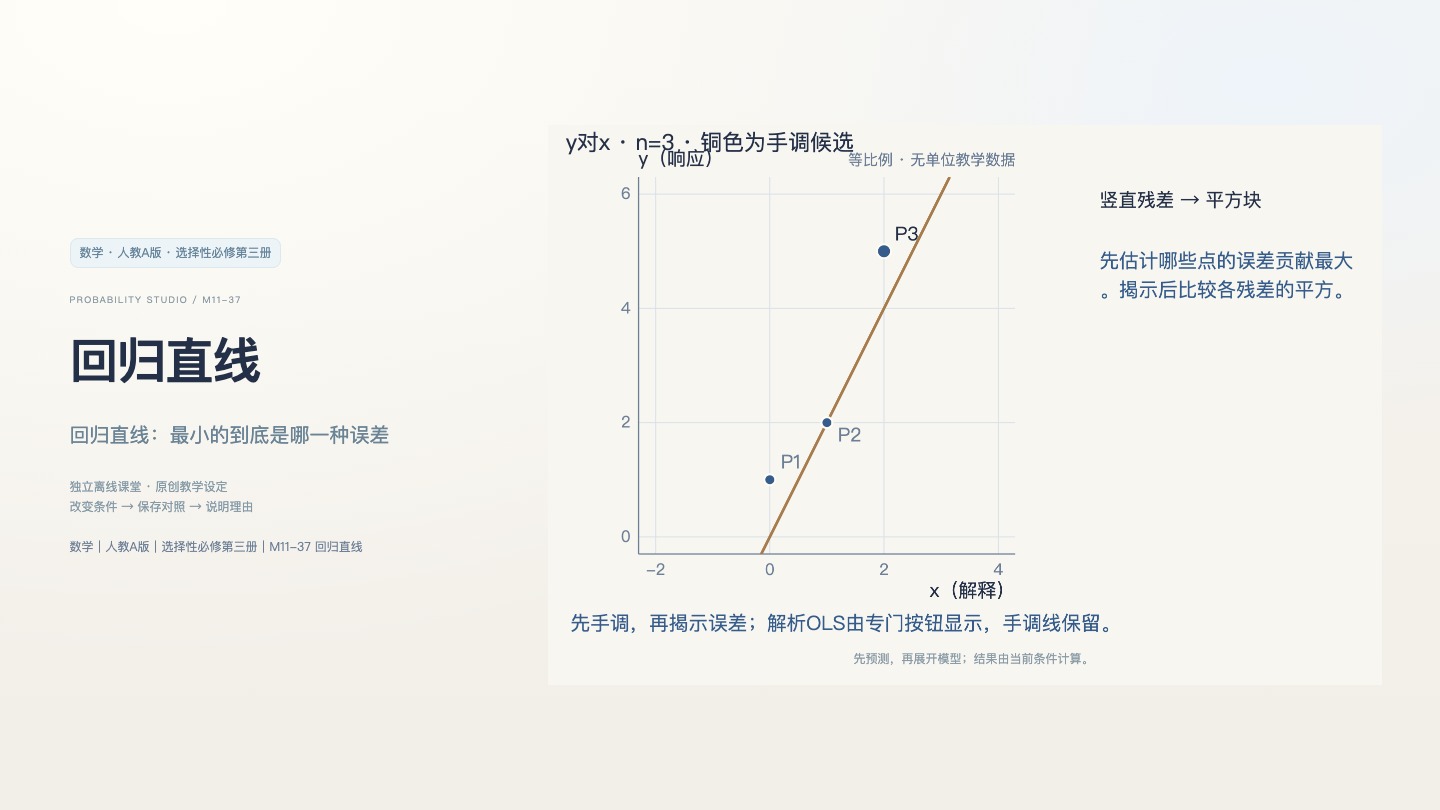 数学 · 人教A版 · 选择性必修第三册
PROBABILITY STUDIO / M11-37
回归直线
回归直线：最小的到底是哪一种误差
独立离线课堂 · 原创教学设定
改变条件 → 保存对照 → 说明理由
数学 | 人教A版 | 选择性必修第三册 | M11-37 回归直线
y对x · n=3 · 铜色为手调候选
y（响应）
等比例 · 无单位教学数据
6
4
2
0
−2
0
2
4
P3
P2
P1
x（解释）
竖直残差 → 平方块
先估计哪些点的误差贡献最大
。揭示后比较各残差的平方。
先手调，再揭示误差；解析OLS由专门按钮显示，手调线保留。
先预测，再展开模型；结果由当前条件计算。